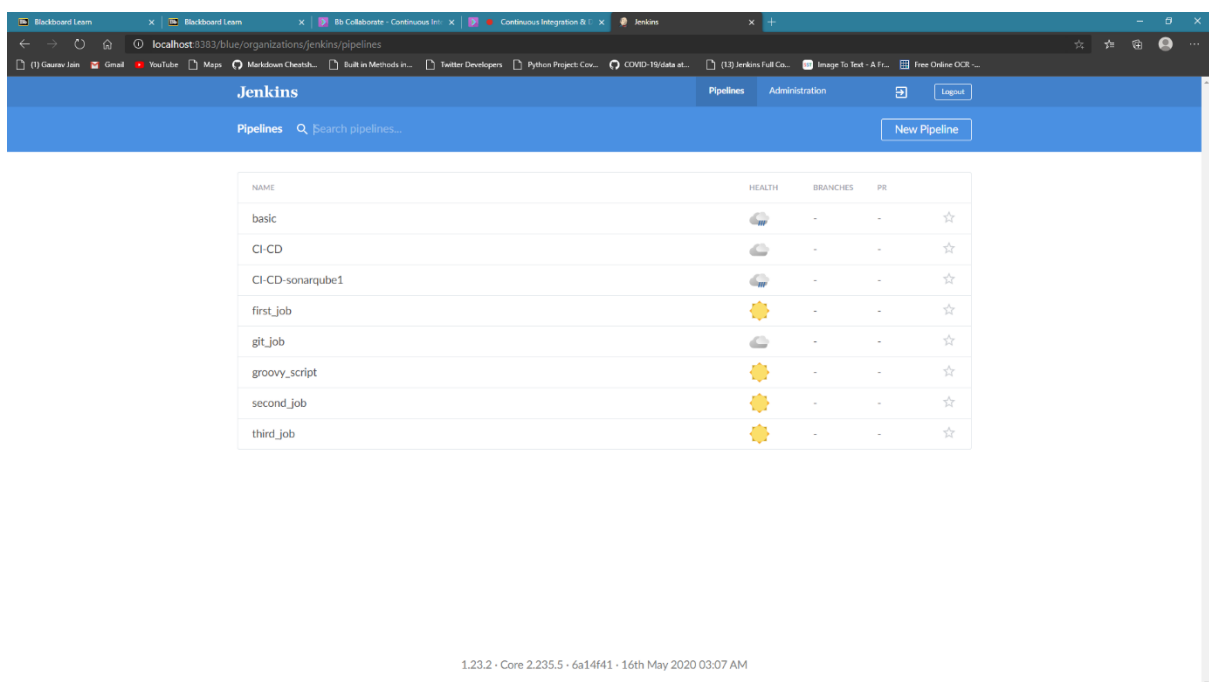 Blackboard Learn Blackboard Learn Bb Collaborate - Continuous Int Continuous Integration & D Jenkins
localhost:8383/blue/organizations/jenkins/pipelines
(1) Gaurav Jain Gmail YouTube Maps Markdown Cheatsh... Built in Methods in... Twitter Developers Python Project: Cov... COVID-19/data at... (13) Jenkins Full Co... Image To Text - A Fr... Free Online OCR -...
Jenkins Pipelines Administration Logout
Pipelines Search pipelines... New Pipeline
NAME HEALTH BRANCHES PR
basic - -
CI-CD - -
CI-CD-sonarqube1 - -
first_job - -
git_job - -
groovy_script - -
second_job - -
third_job - -
1.23.2 · Core 2.235.5 · 6a14f41 · 16th May 2020 03:07 AM